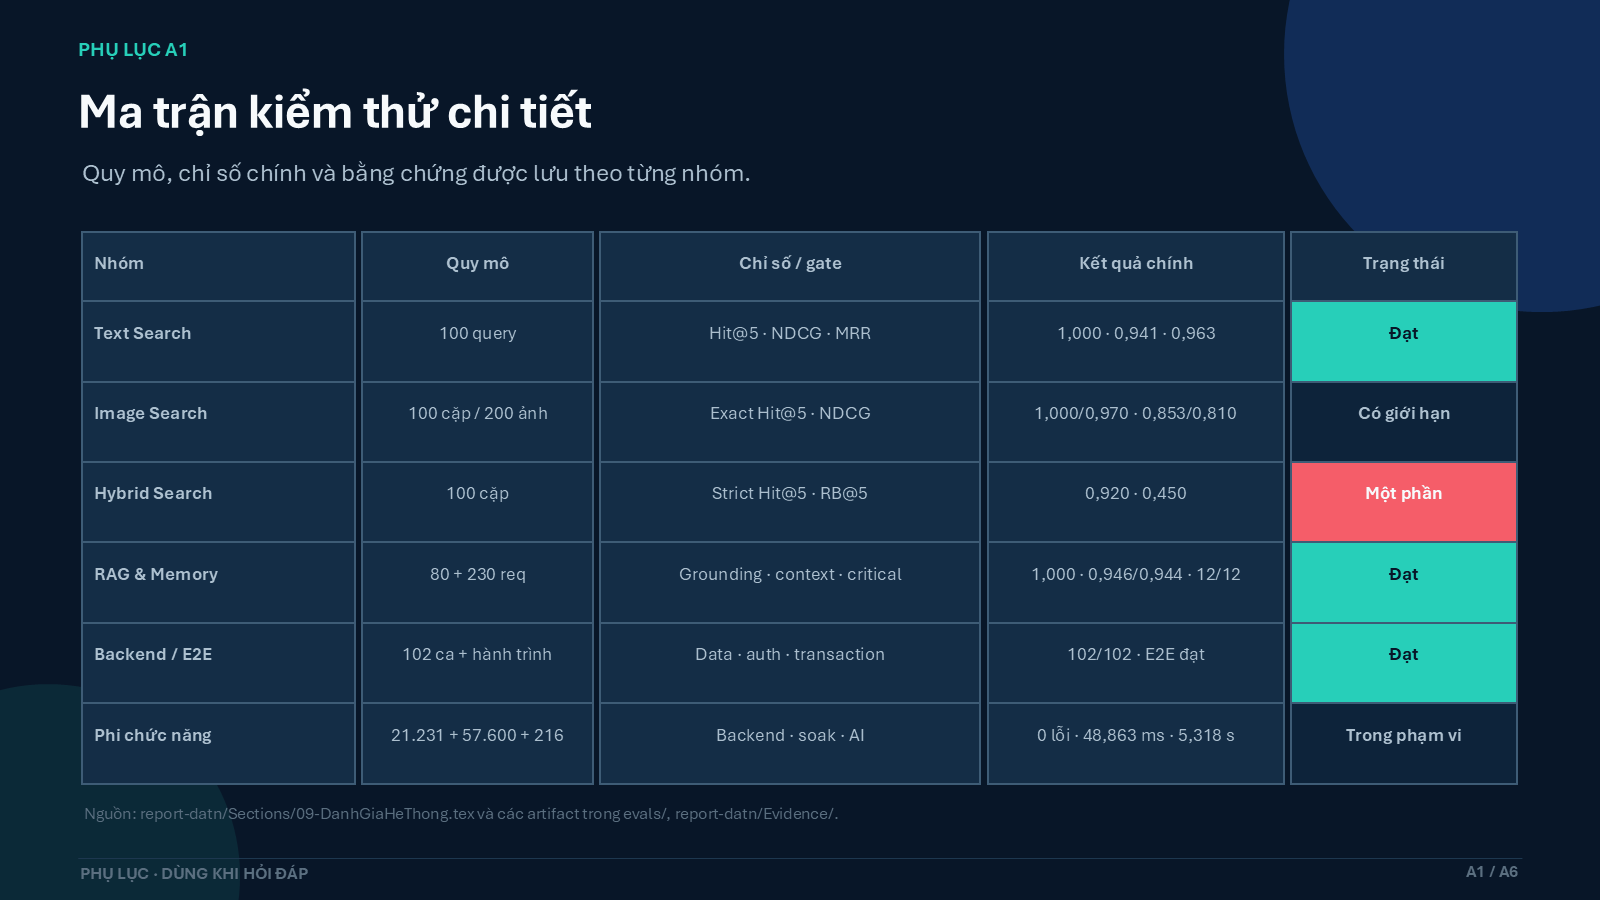 PHỤ LỤC A1
Ma trận kiểm thử chi tiết
Quy mô, chỉ số chính và bằng chứng được lưu theo từng nhóm.
Nhóm Quy mô Chỉ số / gate Kết quả chính Trạng thái
Text Search 100 query Hit@5 · NDCG · MRR 1,000 · 0,941 · 0,963 Đạt
Image Search 100 cặp / 200 ảnh Exact Hit@5 · NDCG 1,000/0,970 · 0,853/0,810 Có giới hạn
Hybrid Search 100 cặp Strict Hit@5 · RB@5 0,920 · 0,450 Một phần
RAG & Memory 80 + 230 req Grounding · context · critical 1,000 · 0,946/0,944 · 12/12 Đạt
Backend / E2E 102 ca + hành trình Data · auth · transaction 102/102 · E2E đạt Đạt
Phi chức năng 21.231 + 57.600 + 216 Backend · soak · AI 0 lỗi · 48,863 ms · 5,318 s Trong phạm vi
Nguồn: report-datn/Sections/09-DanhGiaHeThong.tex và các artifact trong evals/, report-datn/Evidence/.
PHỤ LỤC · DÙNG KHI HỎI ĐÁP A1 / A6